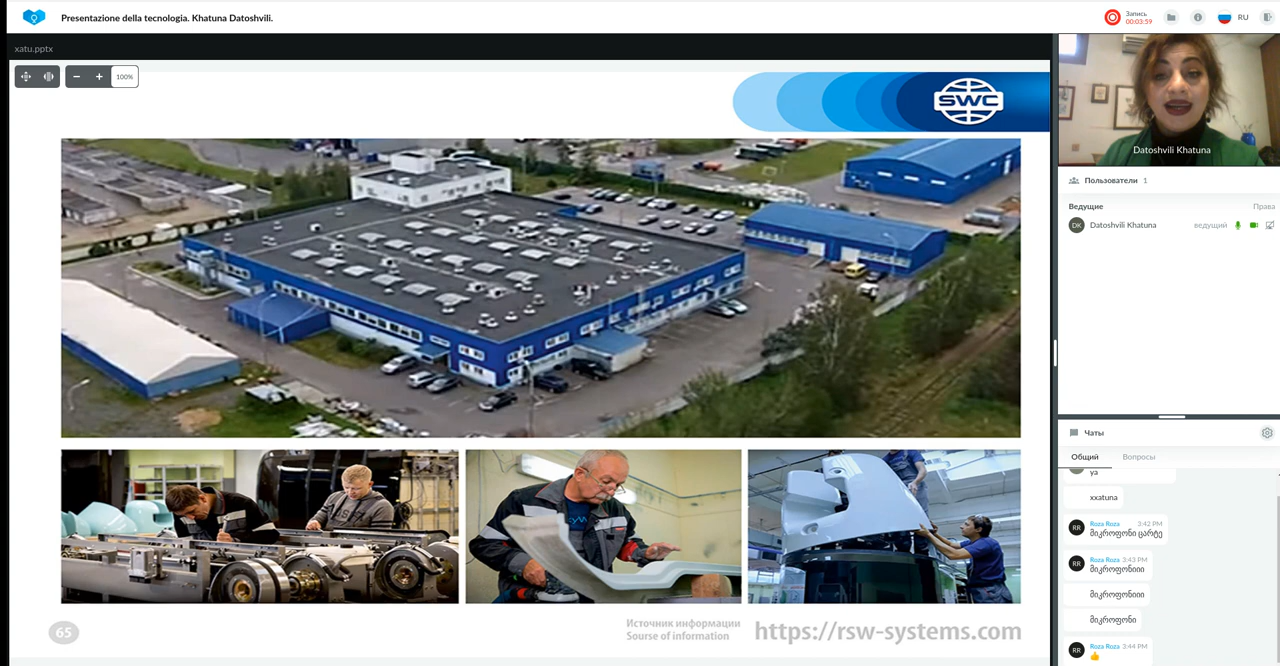 Presentazione della tecnologia. Khatuna Datoshvili.
Запись
00:03:59
RU
xatu.pptx
100%
SWC
65
Источник информации
Sourse of information
https://rsw-systems.com
Datoshvili Khatuna
Пользователи 1
Ведущие
Права
DK
Datoshvili Khatuna
ведущий
Чаты
Общий
Вопросы
ya
xxatuna
RR
Roza Roza 3:42 PM
მიკროფონი ცარტე
RR
Roza Roza 3:43 PM
მიკროფონიიი
მიკროფონიიი
მიკროფონი
RR
Roza Roza 3:44 PM
👍